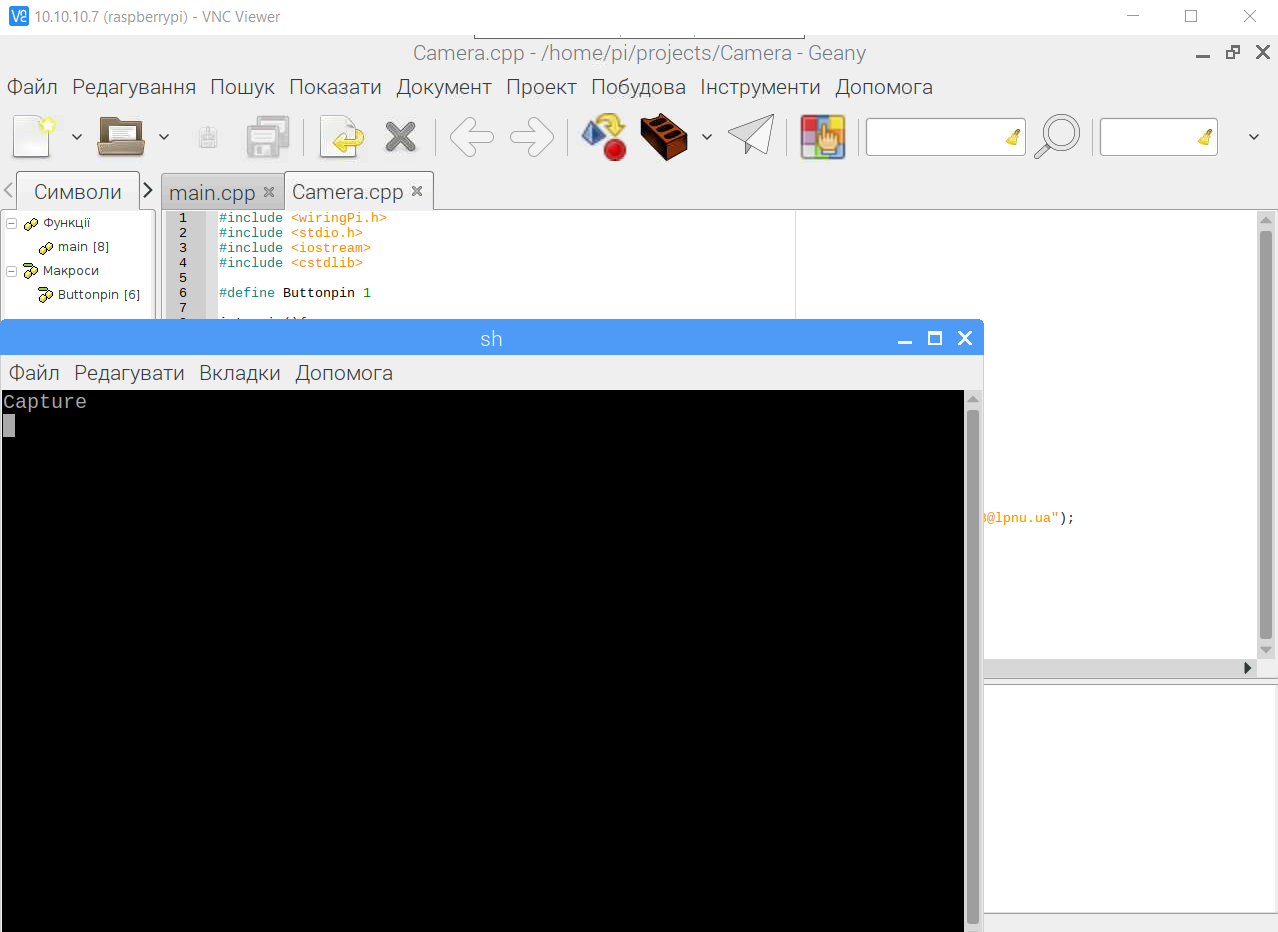 10.10.10.7 (raspberrypi) - VNC Viewer
Camera.cpp - /home/pi/projects/Camera - Geany
Файл Редагування Пошук Показати Документ Проект Побудова Інструменти Допомога
Символи
main.cpp
Camera.cpp
Функції
main [8]
Макроси
Buttonpin [6]
1 #include <wiringPi.h>
2 #include <stdio.h>
3 #include <iostream>
4 #include <cstdlib>
5
6 #define Buttonpin 1
7
sh
Файл Редагувати Вкладки Допомога
Capture
@lpnu.ua");